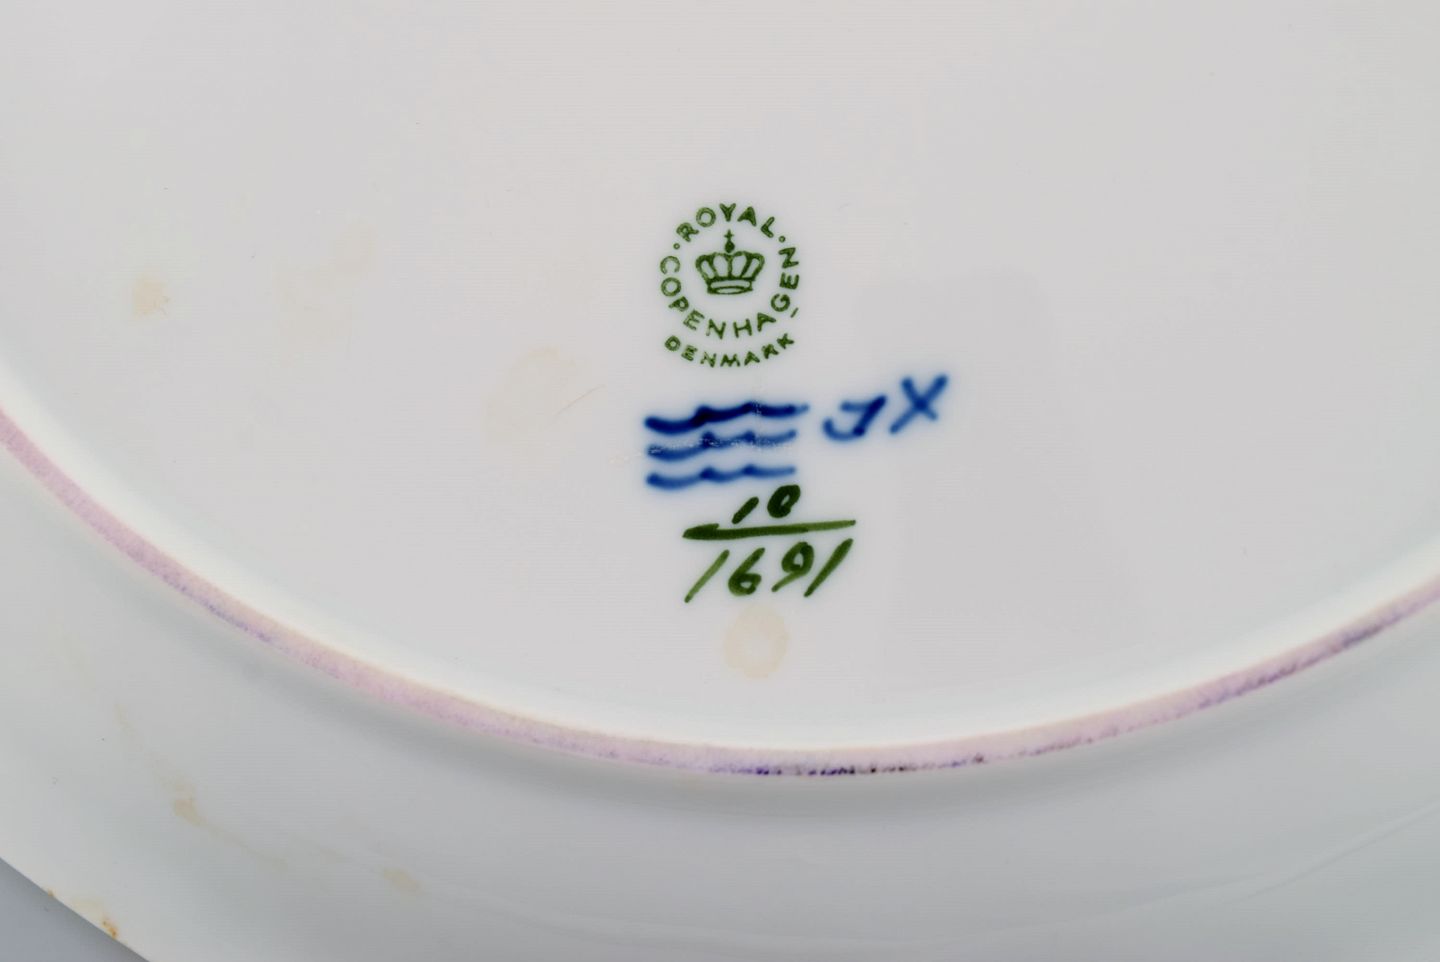 ROYAL
COPENHAGEN
DENMARK
JX
10
1691